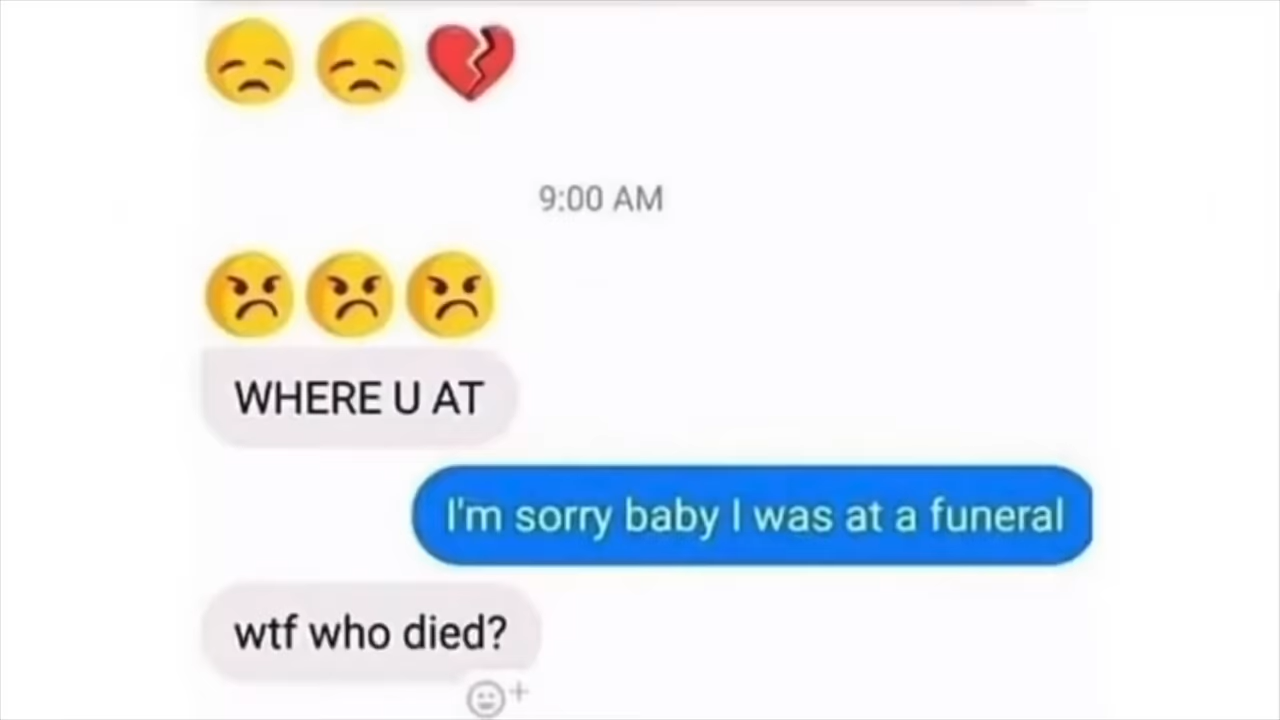 😞 😞 💔
9:00 AM
😠 😠 😠
WHERE U AT
I'm sorry baby I was at a funeral
wtf who died?